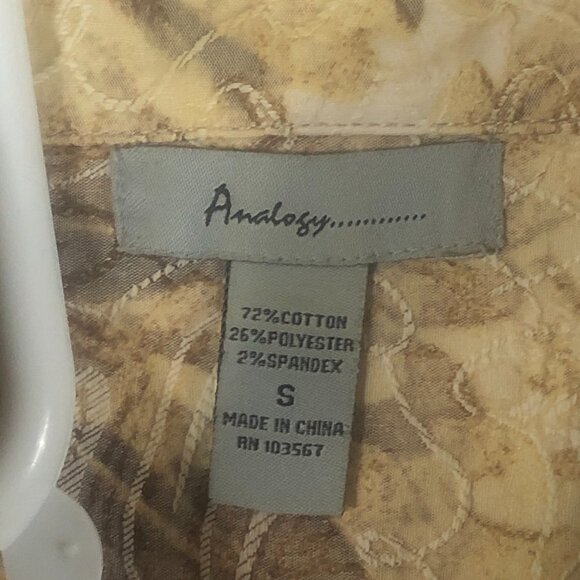 Analogy............
72%COTTON
26%POLYESTER
2%SPANDEX
S
MADE IN CHINA
RN 103567